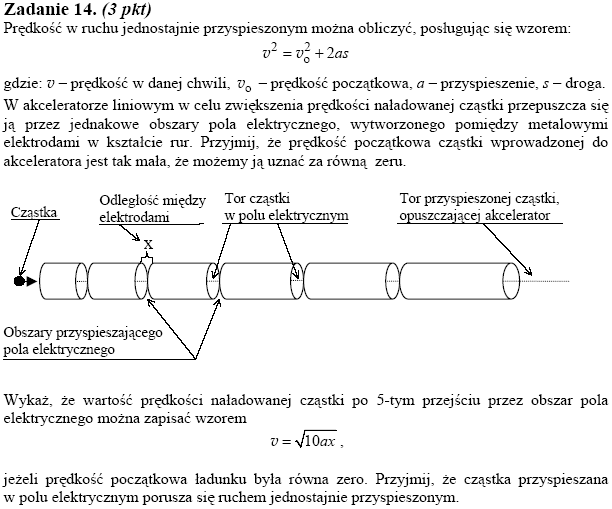 Zadanie 14. (3 pkt)
Prędkość w ruchu jednostajnie przyspieszonym można obliczyć, posługując się wzorem:
v² = v₀² + 2as
gdzie: v – prędkość w danej chwili, v₀ – prędkość początkowa, a – przyspieszenie, s – droga.
W akceleratorze liniowym w celu zwiększenia prędkości naładowanej cząstki przepuszcza się
ją przez jednakowe obszary pola elektrycznego, wytworzonego pomiędzy metalowymi
elektrodami w kształcie rur. Przyjmij, że prędkość początkowa cząstki wprowadzonej do
akceleratora jest tak mała, że możemy ją uznać za równą zeru.
Cząstka
Odległość między
elektrodami
Tor cząstki
w polu elektrycznym
Tor przyspieszonej cząstki,
opuszczającej akcelerator
x
Obszary przyspieszającego
pola elektrycznego
Wykaż, że wartość prędkości naładowanej cząstki po 5-tym przejściu przez obszar pola
elektrycznego można zapisać wzorem
v = √10ax ,
jeżeli prędkość początkowa ładunku była równa zero. Przyjmij, że cząstka przyspieszana
w polu elektrycznym porusza się ruchem jednostajnie przyspieszonym.